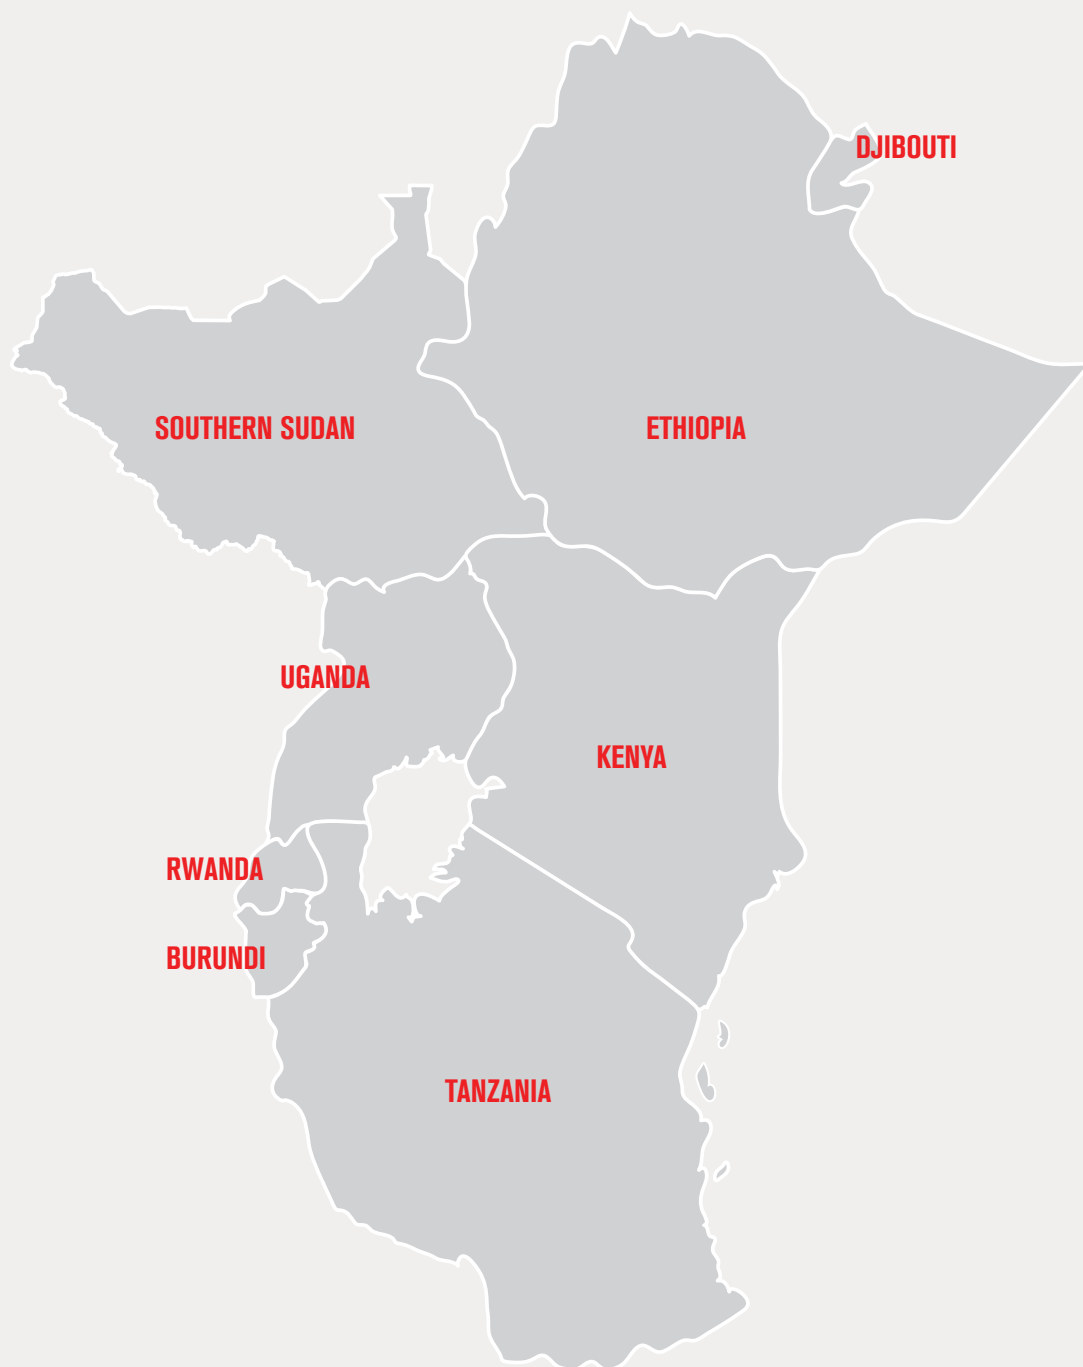 DJIBOUTI
SOUTHERN SUDAN
ETHIOPIA
UGANDA
KENYA
RWANDA
BURUNDI
TANZANIA